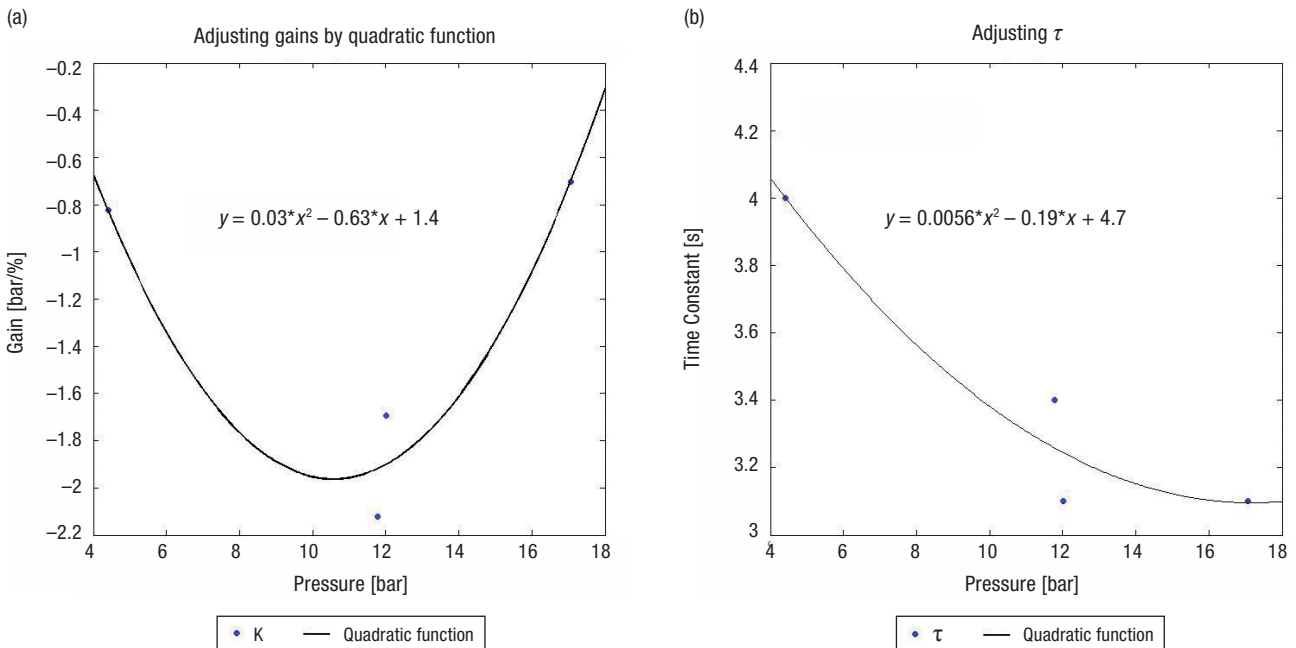 (a)
Adjusting gains by quadratic function
−0.2
−0.4
−0.6
−0.8
−1
−1.2
−1.4
−1.6
−1.8
−2
−2.2
Gain [bar/%]
y = 0.03*x² − 0.63*x + 1.4
4 6 8 10 12 14 16 18
Pressure [bar]
K Quadratic function
(b)
Adjusting τ
4.4
4.2
4
3.8
3.6
3.4
3.2
3
Time Constant [s]
y = 0.0056*x² − 0.19*x + 4.7
4 6 8 10 12 14 16 18
Pressure [bar]
τ Quadratic function